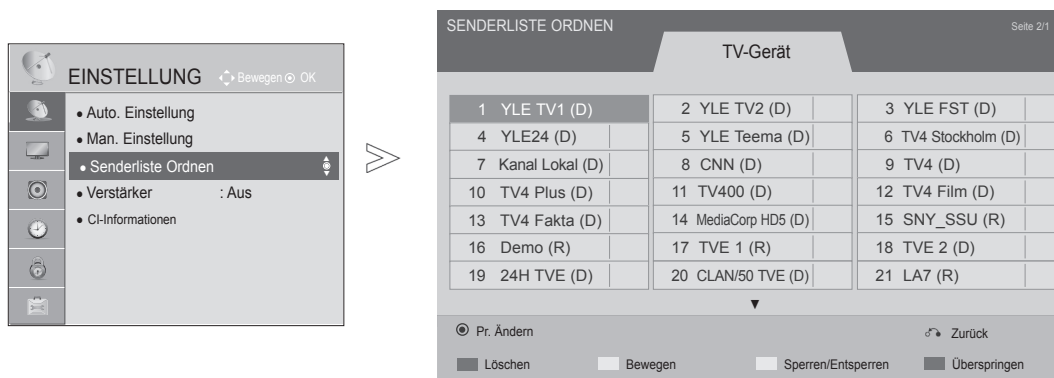 EINSTELLUNG Bewegen OK
• Auto. Einstellung
• Man. Einstellung
• Senderliste Ordnen
• Verstärker : Aus
• CI-Informationen
SENDERLISTE ORDNEN Seite 2/1
TV-Gerät
1 YLE TV1 (D) 2 YLE TV2 (D) 3 YLE FST (D)
4 YLE24 (D) 5 YLE Teema (D) 6 TV4 Stockholm (D)
7 Kanal Lokal (D) 8 CNN (D) 9 TV4 (D)
10 TV4 Plus (D) 11 TV400 (D) 12 TV4 Film (D)
13 TV4 Fakta (D) 14 MediaCorp HD5 (D) 15 SNY_SSU (R)
16 Demo (R) 17 TVE 1 (R) 18 TVE 2 (D)
19 24H TVE (D) 20 CLAN/50 TVE (D) 21 LA7 (R)
Pr. Ändern Zurück
Löschen Bewegen Sperren/Entsperren Überspringen